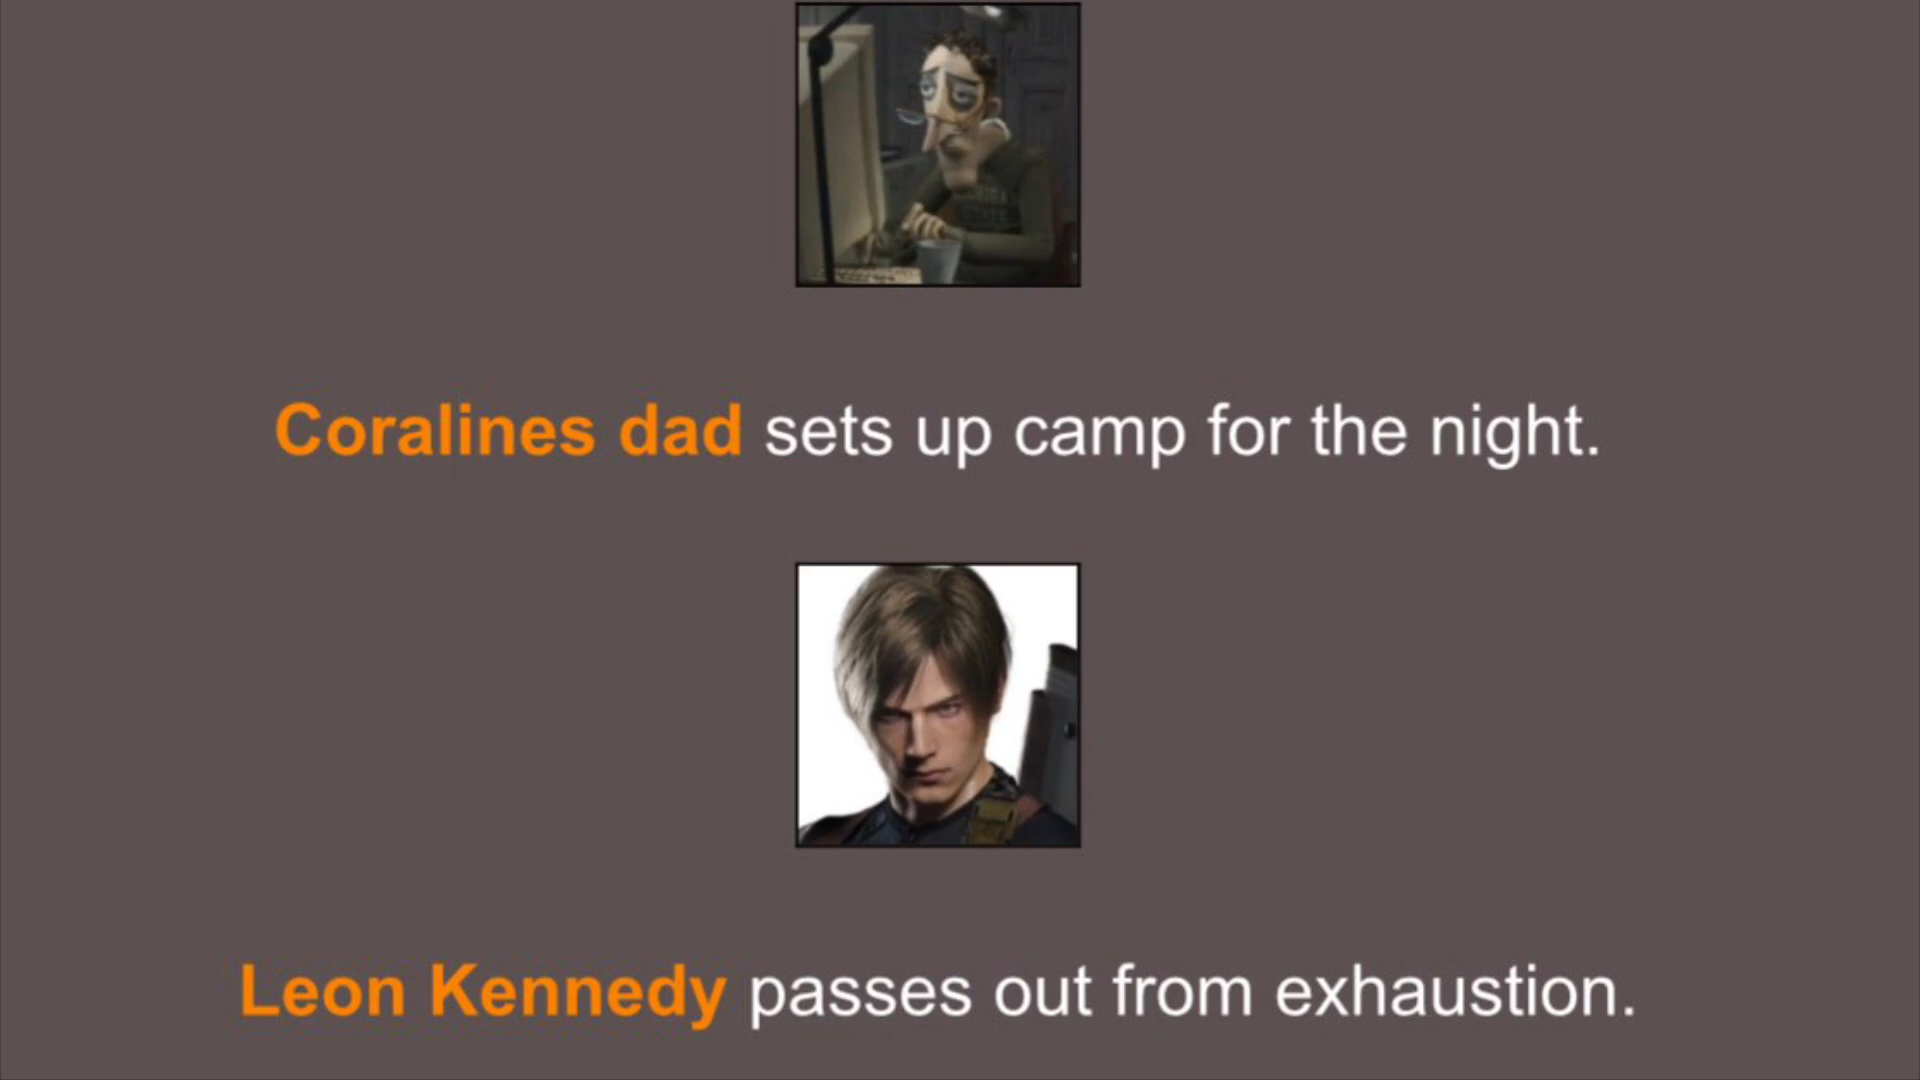 Coralines dad sets up camp for the night.
Leon Kennedy passes out from exhaustion.